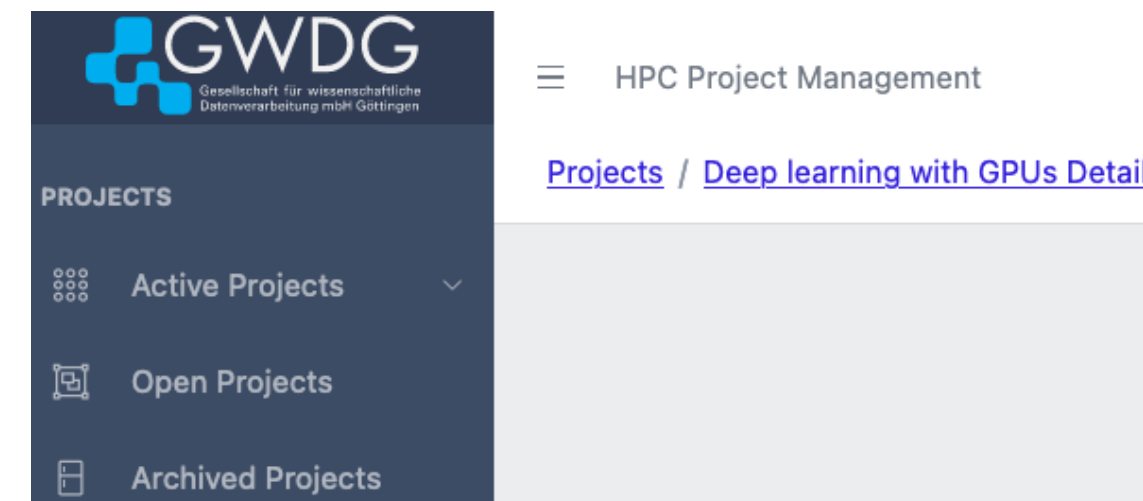 GWDG
Gesellschaft für wissenschaftliche
Datenverarbeitung mbH Göttingen
HPC Project Management
Projects / Deep learning with GPUs Detail
PROJECTS
Active Projects
Open Projects
Archived Projects